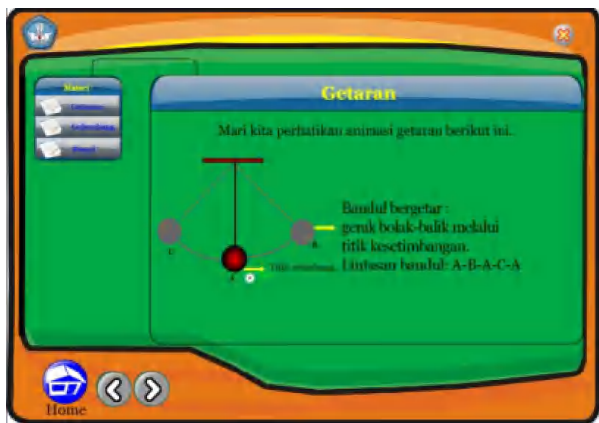 Materi
Getaran
Mari kita perhatikan animasi getaran berikut ini.
Bandul bergetar :
gerak bolak-balik melalui
titik kesetimbangan.
Lintasan bandul: A-B-A-C-A
B
C
A
Home